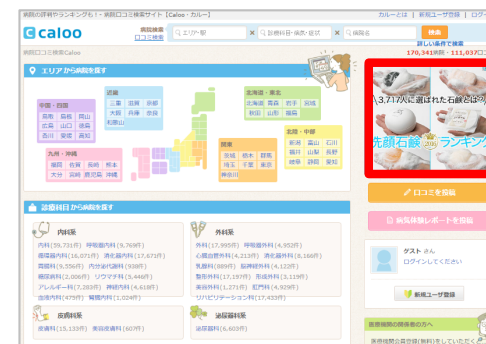 病院の評判やランキングも！- 病院口コミ検索サイト【Caloo・カルー】
カルーとは | 新規ユーザ登録 | ログ
caloo
病院検索
口コミ検索
エリア・駅
診療科目・病名・症状
病院名
検索
詳しい条件で検索
病院口コミ検索Caloo
170,341病院・111,037口
エリアから病院を探す
中国・四国
鳥取 島根 岡山
広島 山口 徳島
香川 愛媛 高知
近畿
三重 滋賀 京都
大阪 兵庫 奈良
和歌山
北海道・東北
北海道 青森 岩手 宮城
秋田 山形 福島
北陸・中部
新潟 富山 石川
福井 山梨 長野
岐阜 静岡 愛知
関東
茨城 栃木 群馬
埼玉 千葉 東京
神奈川
九州・沖縄
福岡 佐賀 長崎 熊本
大分 宮崎 鹿児島 沖縄
3,717人に選ばれた石鹸とは?
洗顔石鹸 2016 ランキング
口コミを投稿
病気体験レポートを投稿
ゲスト さん
ログインしてください
新規ユーザ登録
医療機関の関係者の方へ
医療機関会員登録(無料)をしていただくと
診療科目から病院を探す
内科系
内科(39,731件) 呼吸器内科(9,769件)
循環器内科(16,071件) 消化器内科(17,671件)
胃腸科(9,556件) 内分泌代謝科(938件)
糖尿病科(2,006件) リウマチ科(5,446件)
アレルギー科(7,283件) 神経内科(4,618件)
血液内科(479件) 腎臓内科(1,024件)
外科系
外科(17,995件) 呼吸器外科(4,952件)
心臓血管外科(4,213件) 消化器外科(8,166件)
乳腺科(889件) 脳神経外科(4,123件)
整形外科(17,197件) 形成外科(3,119件)
美容外科(1,271件) 肛門科(4,929件)
リハビリテーション科(17,433件)
皮膚科系
皮膚科(15,133件) 美容皮膚科(607件)
泌尿器科系
泌尿器科(6,603件)